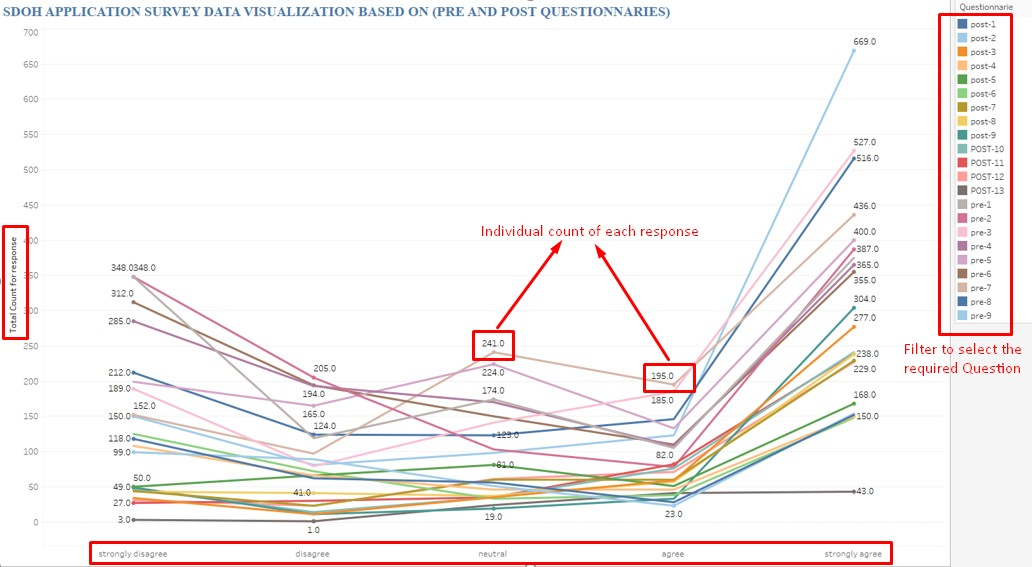 SDOH APPLICATION SURVEY DATA VISUALIZATION BASED ON (PRE AND POST QUESTIONNARIES)
Questionnarie
post-1
post-2
post-3
post-4
post-5
post-6
post-7
post-8
post-9
POST-10
POST-11
POST-12
POST-13
pre-1
pre-2
pre-3
pre-4
pre-5
pre-6
pre-7
pre-8
pre-9
Filter to select the
required Question
Individual count of each response
Total Count for response
700
650
600
550
500
450
400
350
300
250
200
150
100
50
0
348.0348.0
312.0
285.0
212.0
189.0
152.0
150.0
118.0
99.0
50.0
49.0
27.0
3.0
205.0
194.0
165.0
124.0
41.0
1.0
241.0
224.0
174.0
123.0
81.0
19.0
195.0
185.0
82.0
23.0
669.0
527.0
516.0
436.0
400.0
387.0
365.0
355.0
304.0
277.0
238.0
229.0
168.0
150.0
43.0
strongly disagree
disagree
neutral
agree
strongly agree